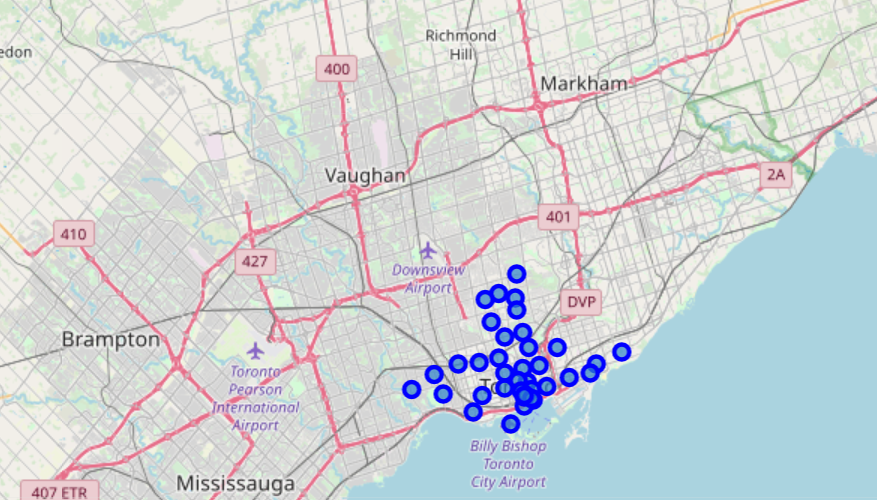 Richmond
Hill
edon
400
Markham
Vaughan
2A
401
410
427
Downsview
Airport
DVP
Brampton
Toronto
Pearson
International
Airport
To
Billy Bishop
Toronto
City Airport
Mississauga
407 ETR